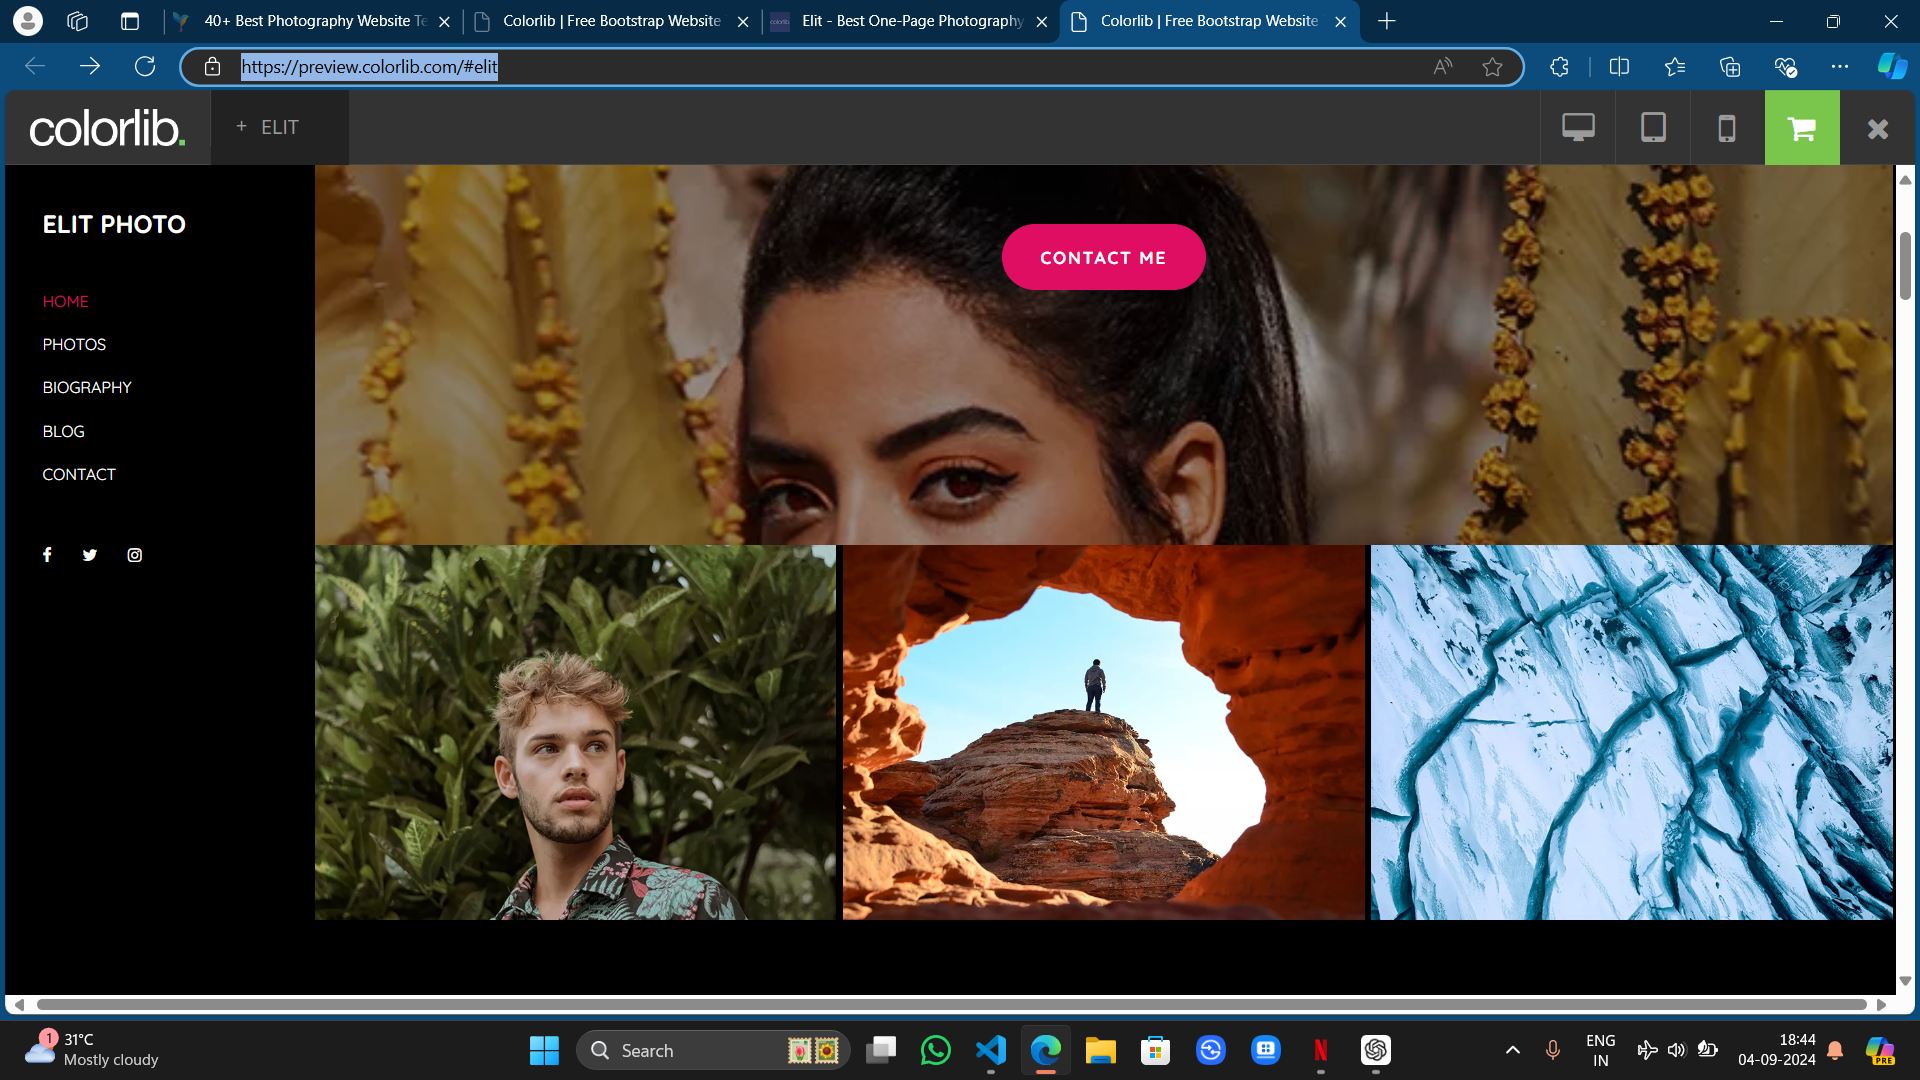 40+ Best Photography Website Te
Colorlib | Free Bootstrap Website
Elit - Best One-Page Photography
Colorlib | Free Bootstrap Website
https://preview.colorlib.com/#elit
colorlib.
+ ELIT
ELIT PHOTO
HOME
PHOTOS
BIOGRAPHY
BLOG
CONTACT
CONTACT ME
1
31°C
Mostly cloudy
Search
ENG
IN
18:44
04-09-2024
PRE